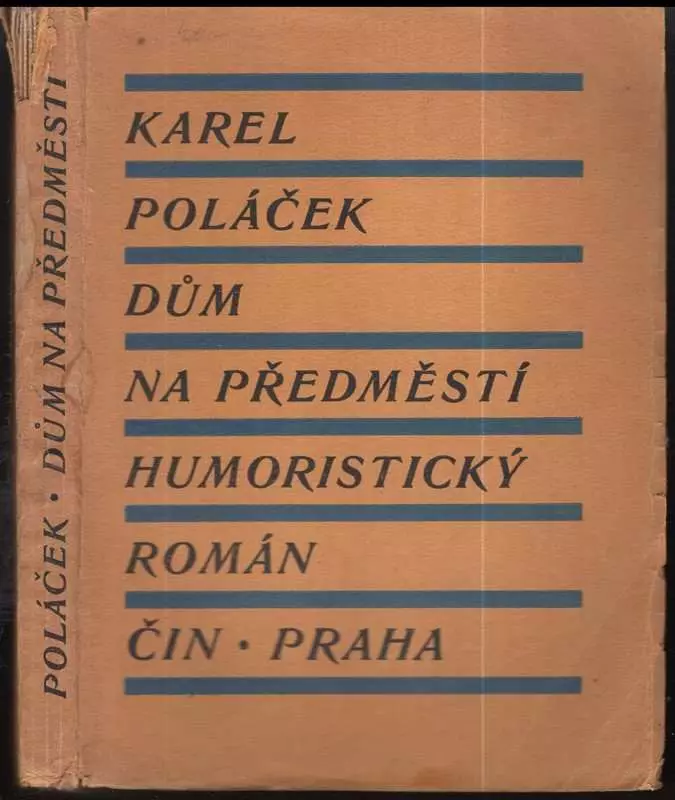 POLÁČEK · DŮM NA PŘEDMĚSTÍ
KAREL
POLÁČEK
DŮM
NA PŘEDMĚSTÍ
HUMORISTICKÝ
ROMÁN
ČIN · PRAHA